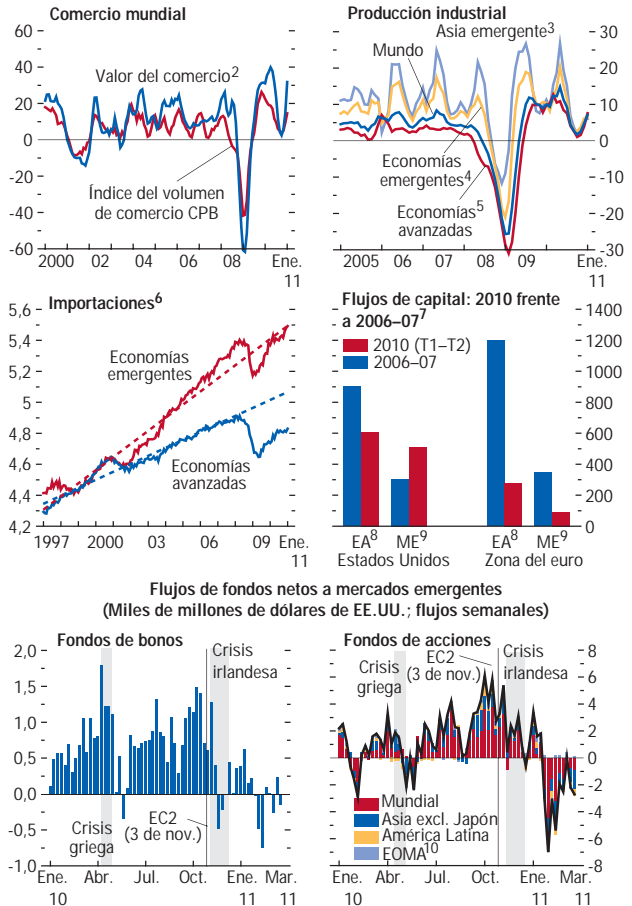 Comercio mundial
60
40
20
0
-20
-40
-60
Valor del comercio2
Índice del volumen
de comercio CPB
2000 02 04 06 08 Ene.
11
Producción industrial
30
20
10
0
-10
-20
-30
Asia emergente3
Mundo
Economías
emergentes4
Economías5
avanzadas
2005 06 07 08 09 Ene.
11
Importaciones6
5,6
5,4
5,2
5
4,8
4,6
4,4
4,2
Economías
emergentes
Economías
avanzadas
1997 2000 03 06 09 Ene.
11
Flujos de capital: 2010 frente
a 2006–077
2010 (T1–T2)
2006–07
1400
1200
1000
800
600
400
200
0
EA8 ME9 EA8 ME9
Estados Unidos Zona del euro
Flujos de fondos netos a mercados emergentes
(Miles de millones de dólares de EE.UU.; flujos semanales)
Fondos de bonos
2,0
1,5
1,0
0,5
0,0
-0,5
-1,0
Crisis
irlandesa
Crisis
griega
EC2
(3 de nov.)
Ene. Abr. Jul. Oct. Ene. Mar.
10 11 11
Fondos de acciones
8
6
4
2
0
-2
-4
-6
-8
Crisis
griega
EC2
(3 de nov.)
Crisis
irlandesa
Mundial
Asia excl. Japón
América Latina
EOMA10
Ene. Abr. Jul. Oct. Ene. Mar.
10 11 11